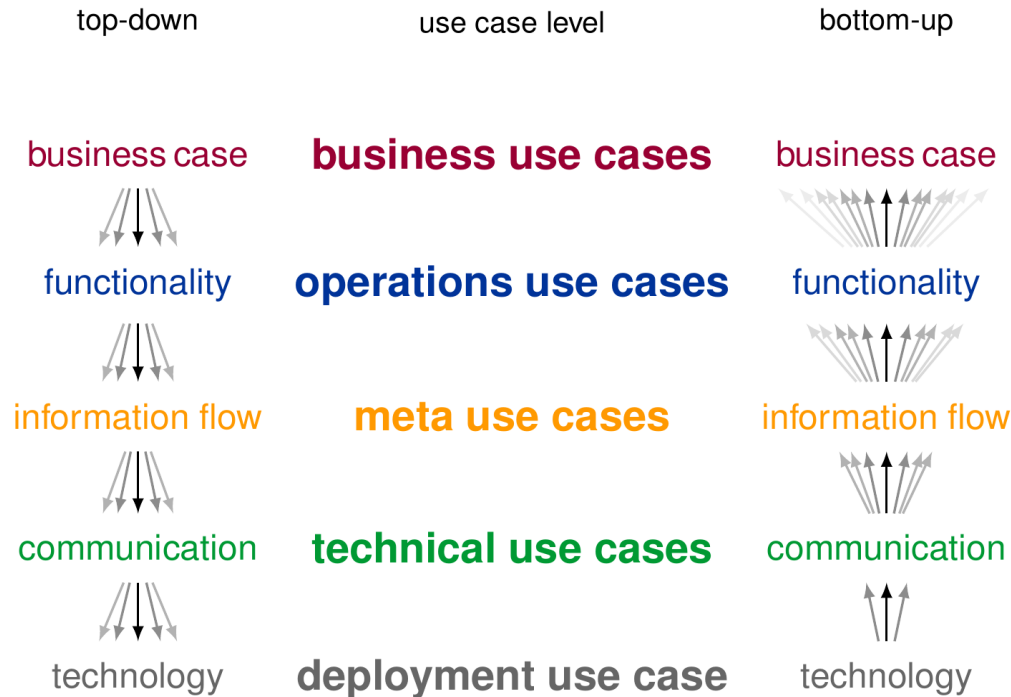 top-down use case level bottom-up
business case business use cases business case
functionality operations use cases functionality
information flow meta use cases information flow
communication technical use cases communication
technology deployment use case technology